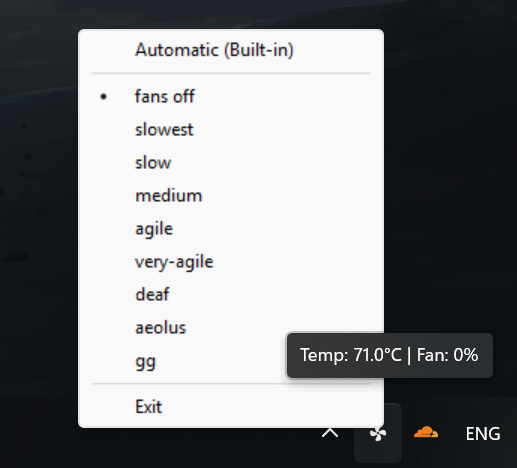 Automatic (Built-in)
fans off
slowest
slow
medium
agile
very-agile
deaf
aeolus
gg
Temp: 71.0°C | Fan: 0%
Exit
ENG